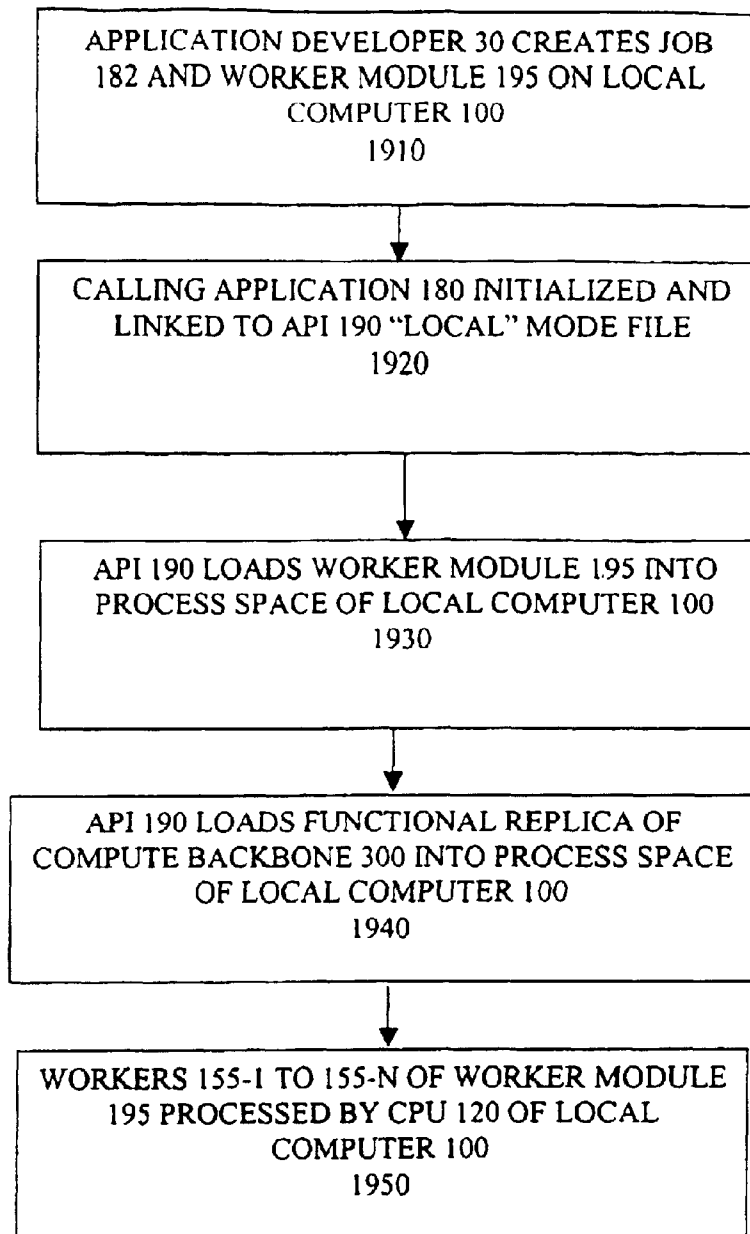 APPLICATION DEVELOPER 30 CREATES JOB
182 AND WORKER MODULE 195 ON LOCAL
COMPUTER 100
1910
CALLING APPLICATION 180 INITIALIZED AND
LINKED TO API 190 “LOCAL” MODE FILE
1920
API 190 LOADS WORKER MODULE 195 INTO
PROCESS SPACE OF LOCAL COMPUTER 100
1930
API 190 LOADS FUNCTIONAL REPLICA OF
COMPUTE BACKBONE 300 INTO PROCESS SPACE
OF LOCAL COMPUTER 100
1940
WORKERS 155-1 TO 155-N OF WORKER MODULE
195 PROCESSED BY CPU 120 OF LOCAL
COMPUTER 100
1950